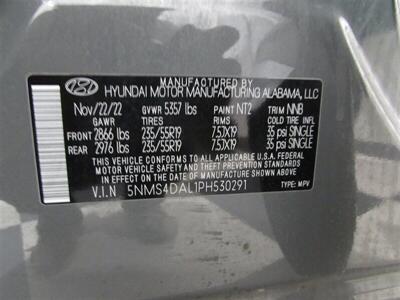 MANUFACTURED BY
HYUNDAI MOTOR MANUFACTURING ALABAMA, LLC
Nov/22/22 GVWR 5357 lbs PAINT NT2 TRIM NNB
GAWR TIRES RIMS COLD TIRE INFL
FRONT 2866 lbs 235/55R19 7.5JX19 35 psi SINGLE
REAR 2976 lbs 235/55R19 7.5JX19 35 psi SINGLE
THIS VEHICLE CONFORMS TO ALL APPLICABLE U.S.A. FEDERAL
MOTOR VEHICLE SAFETY STANDARDS IN EFFECT ON THE DATE OF
MANUFACTURE SHOWN ABOVE.
V.I.N 5NMS4DAL1PH530291 TYPE: MPV